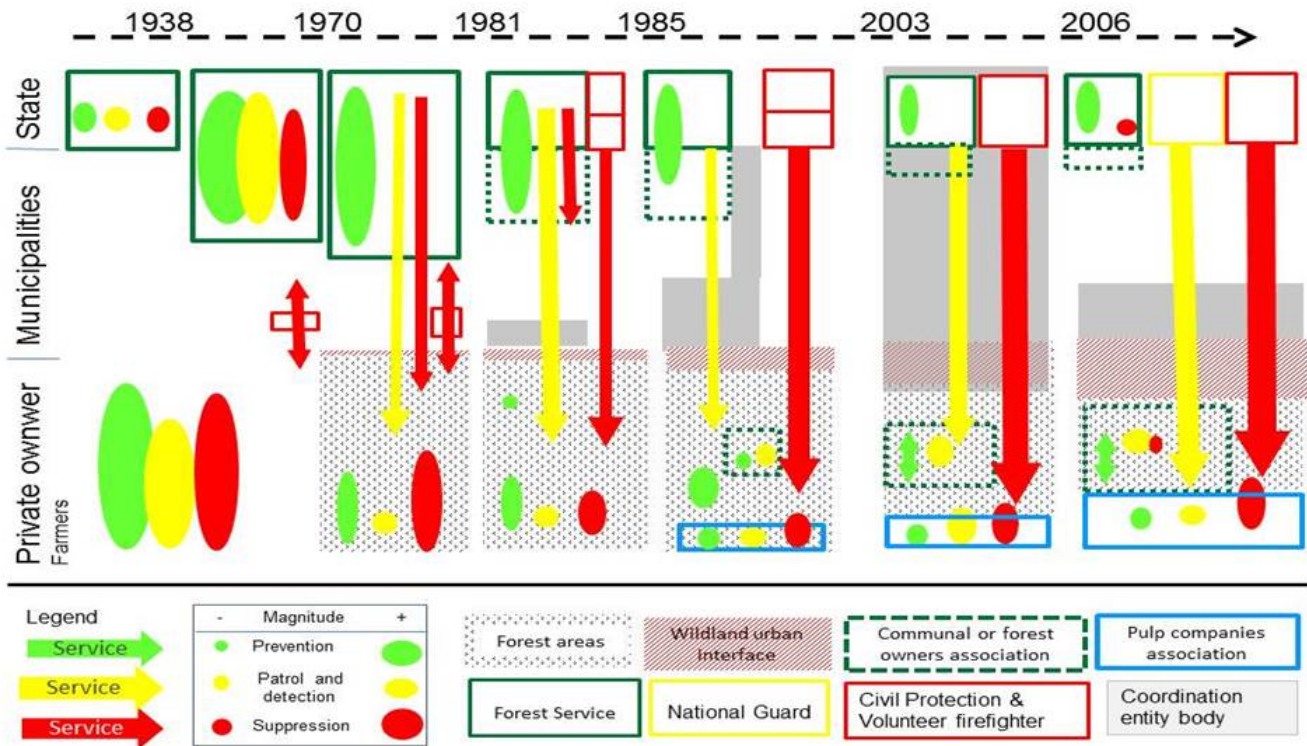 1938 1970 1981 1985 2003 2006
State
Municipalities
Private ownwer
Farmers
Legend
Service
Service
Service
- Magnitude +
Prevention
Patrol and
detection
Suppression
Forest areas
Wildland urban
interface
Communal or forest
owners association
Pulp companies
association
Forest Service
National Guard
Civil Protection &
Volunteer firefighter
Coordination
entity body